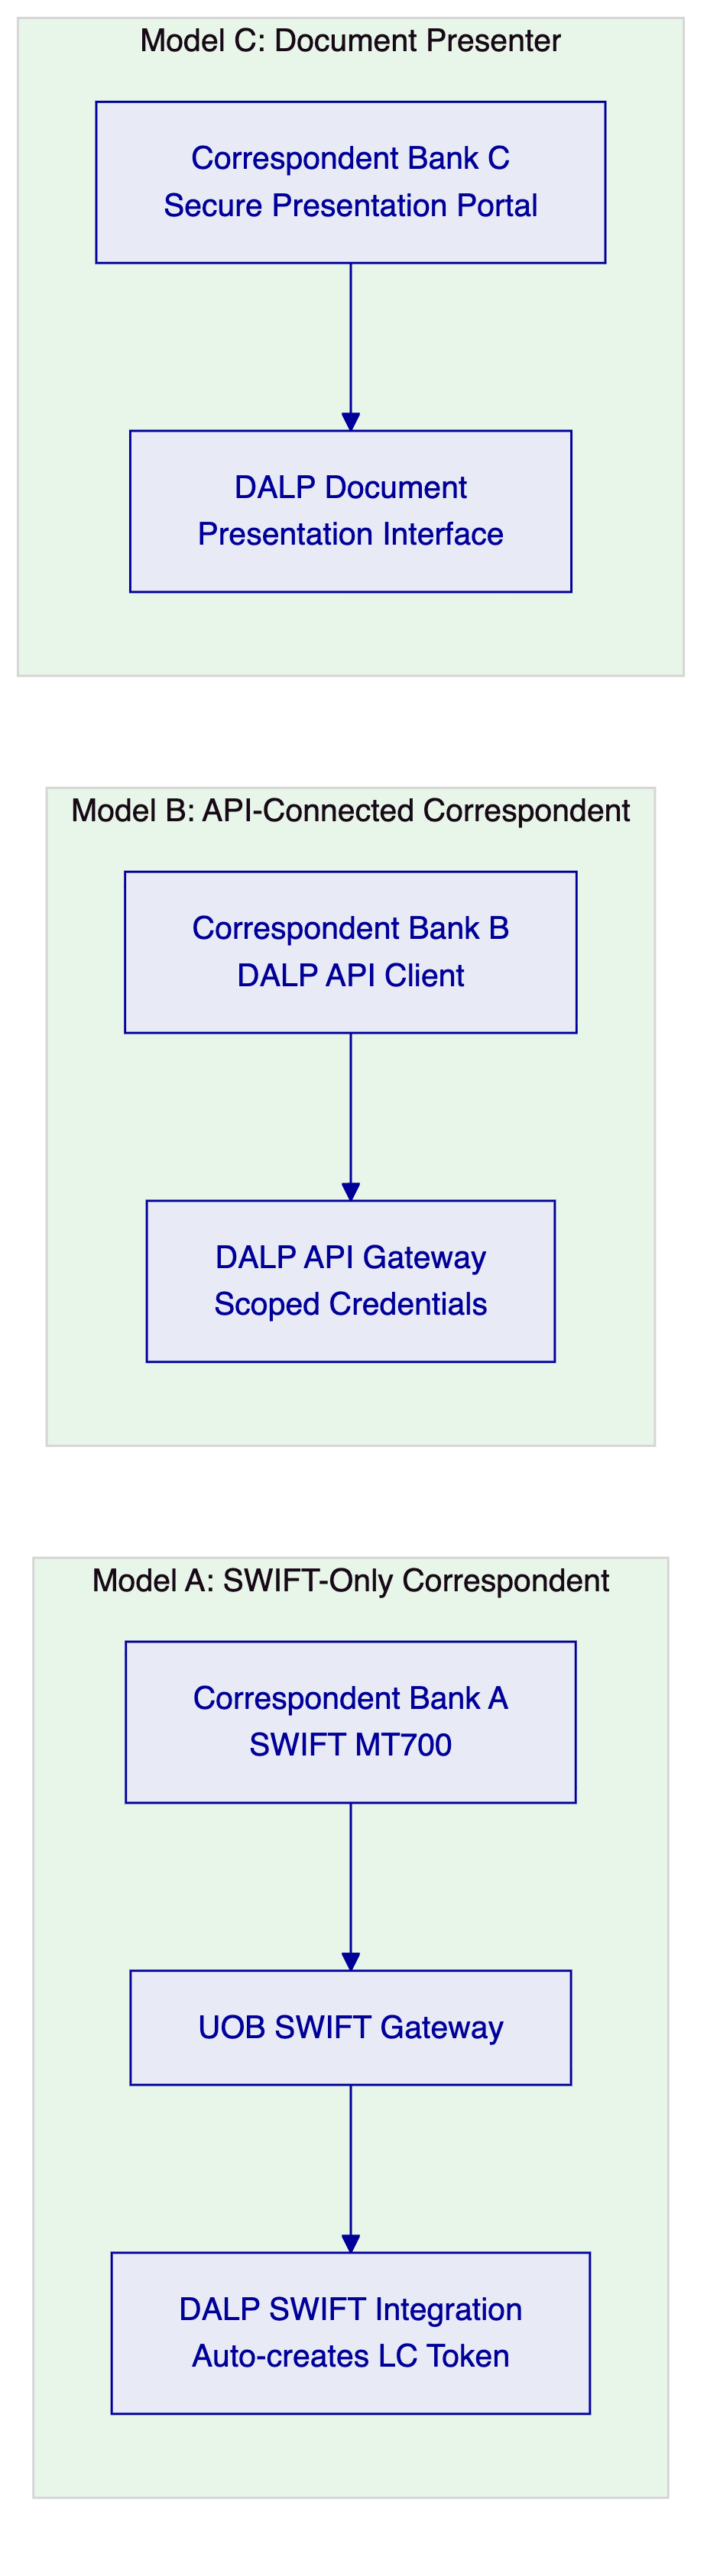 Model C: Document Presenter
Correspondent Bank C
Secure Presentation Portal
DALP Document
Presentation Interface
Model B: API-Connected Correspondent
Correspondent Bank B
DALP API Client
DALP API Gateway
Scoped Credentials
Model A: SWIFT-Only Correspondent
Correspondent Bank A
SWIFT MT700
UOB SWIFT Gateway
DALP SWIFT Integration
Auto-creates LC Token